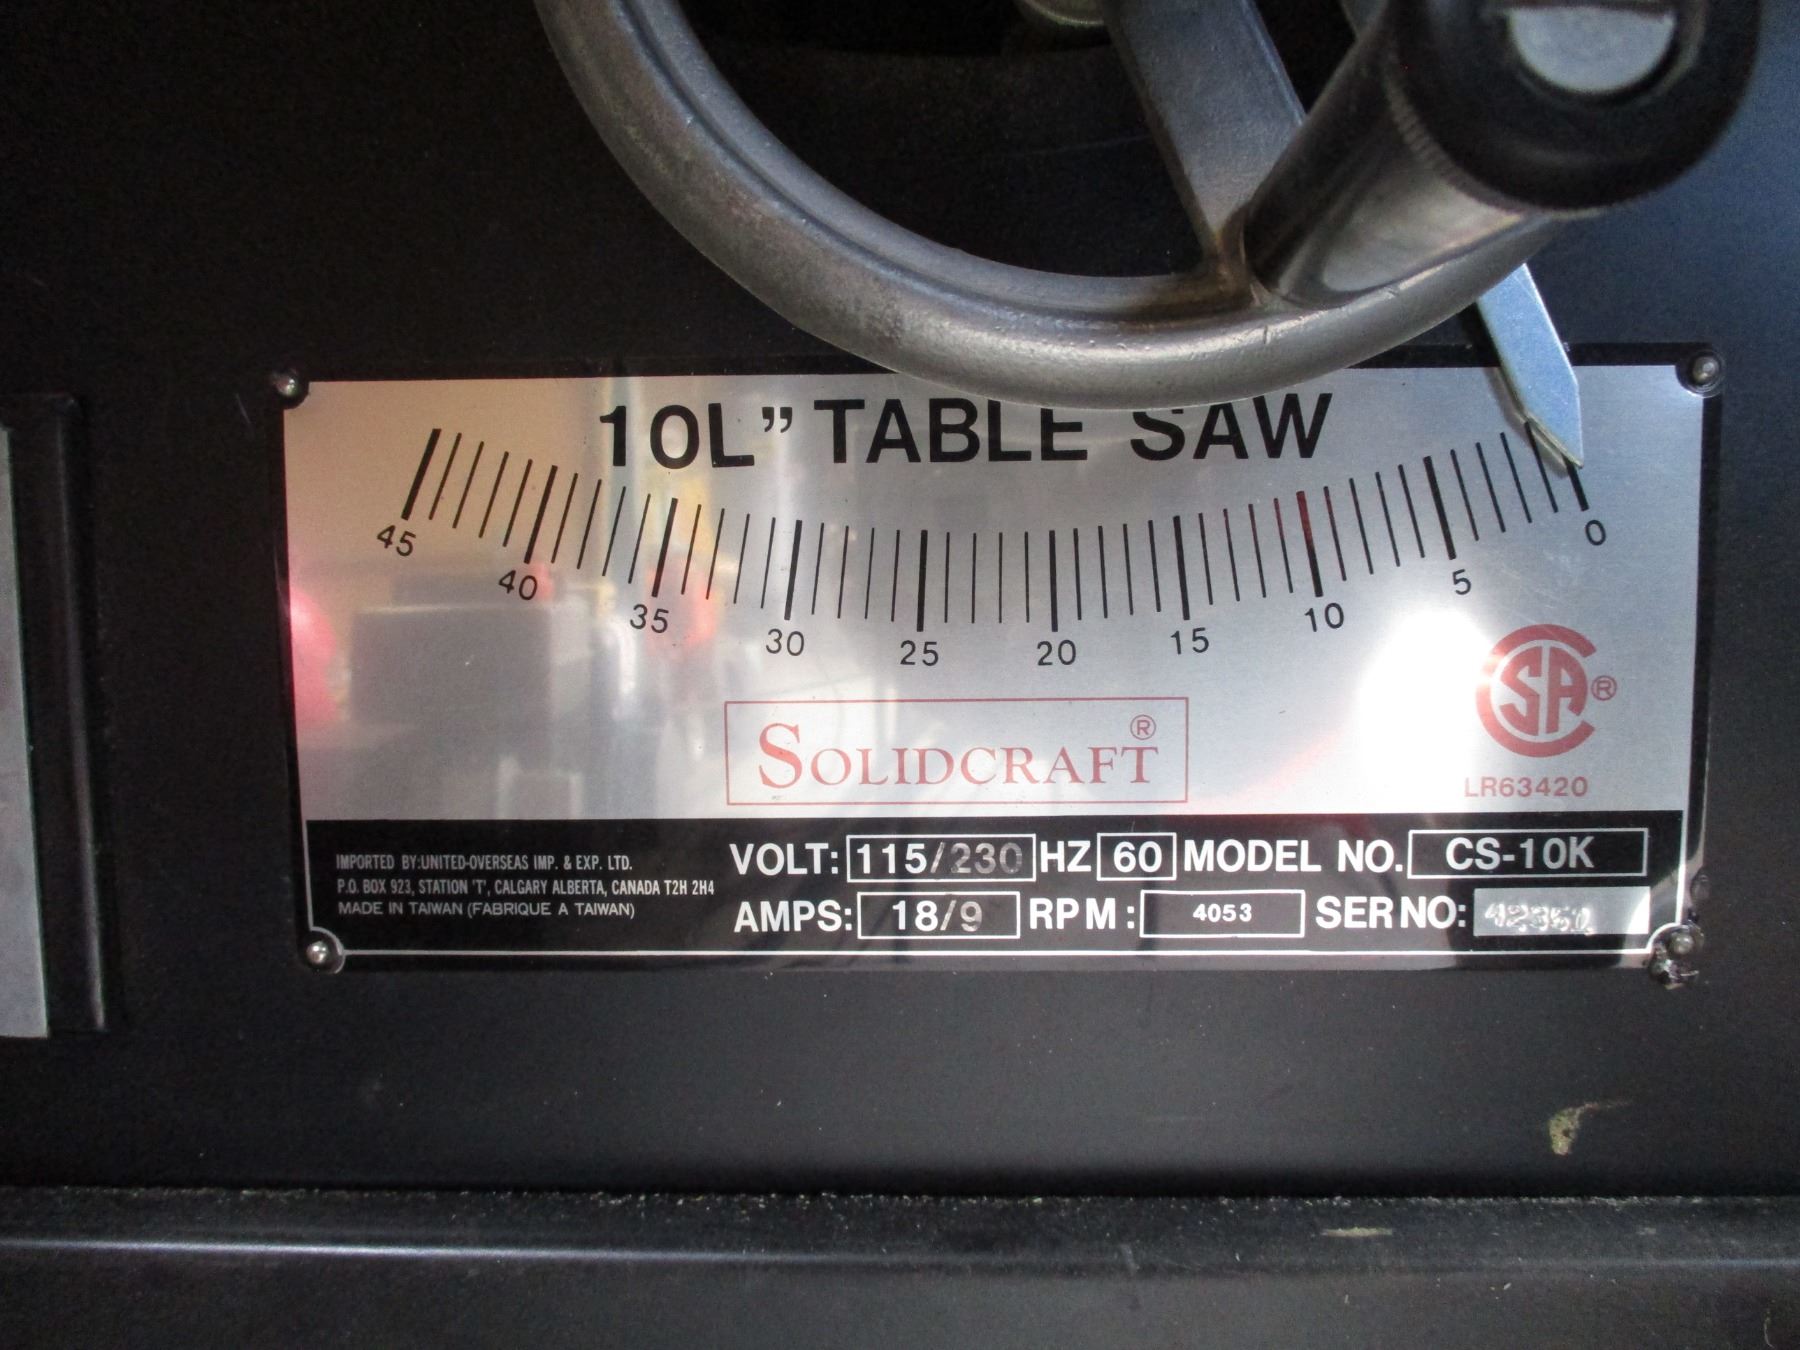 10L” TABLE SAW
45 40 35 30 25 20 15 10 5 0
SOLIDCRAFT®
CSA®
LR63420
IMPORTED BY:UNITED-OVERSEAS IMP. & EXP. LTD.
P.O. BOX 923, STATION 'T', CALGARY ALBERTA, CANADA T2H 2H4
MADE IN TAIWAN (FABRIQUE A TAIWAN)
VOLT: 115/230 HZ 60 MODEL NO. CS-10K
AMPS: 18/9 RPM: 4053 SER NO: